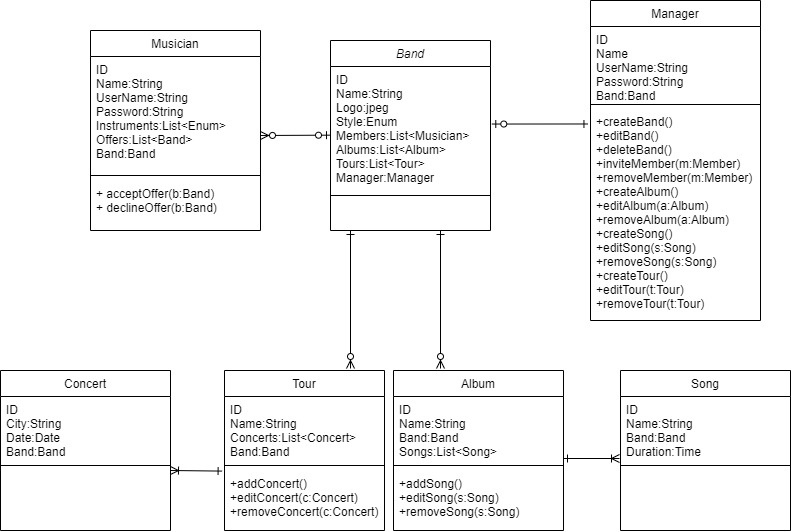 Musician
ID
Name:String
UserName:String
Password:String
Instruments:List<Enum>
Offers:List<Band>
Band:Band
+ acceptOffer(b:Band)
+ declineOffer(b:Band)
Band
ID
Name:String
Logo:jpeg
Style:Enum
Members:List<Musician>
Albums:List<Album>
Tours:List<Tour>
Manager:Manager
Manager
ID
Name
UserName:String
Password:String
Band:Band
+createBand()
+editBand()
+deleteBand()
+inviteMember(m:Member)
+removeMember(m:Member)
+createAlbum()
+editAlbum(a:Album)
+removeAlbum(a:Album)
+createSong()
+editSong(s:Song)
+removeSong(s:Song)
+createTour()
+editTour(t:Tour)
+removeTour(t:Tour)
Concert
ID
City:String
Date:Date
Band:Band
Tour
ID
Name:String
Concerts:List<Concert>
Band:Band
+addConcert()
+editConcert(c:Concert)
+removeConcert(c:Concert)
Album
ID
Name:String
Band:Band
Songs:List<Song>
+addSong()
+editSong(s:Song)
+removeSong(s:Song)
Song
ID
Name:String
Band:Band
Duration:Time